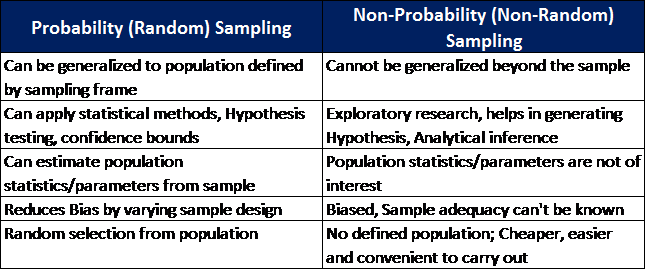 Probability (Random) Sampling
Non-Probability (Non-Random)
Sampling
Can be generalized to population defined
by sampling frame
Cannot be generalized beyond the sample
Can apply statistical methods, Hypothesis
testing, confidence bounds
Exploratory research, helps in generating
Hypothesis, Analytical inference
Can estimate population
statistics/parameters from sample
Population statistics/parameters are not of
interest
Reduces Bias by varying sample design
Biased, Sample adequacy can't be known
Random selection from population
No defined population; Cheaper, easier
and convenient to carry out